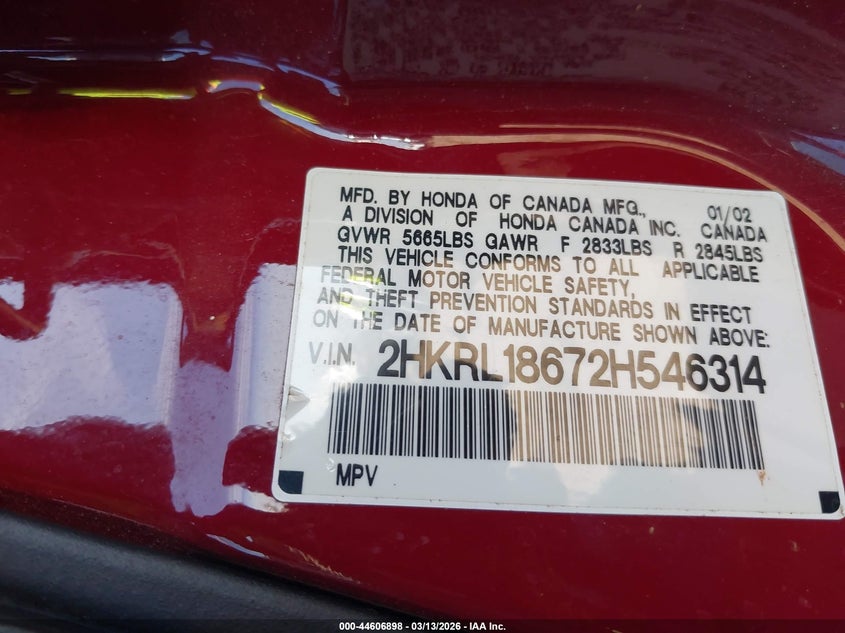 MFD. BY HONDA OF CANADA MFG., 01/02
A DIVISION OF HONDA CANADA INC. CANADA
GVWR 5665LBS GAWR F 2833LBS R 2845LBS
THIS VEHICLE CONFORMS TO ALL APPLICABLE
FEDERAL MOTOR VEHICLE SAFETY,
AND THEFT PREVENTION STANDARDS IN EFFECT
ON THE DATE OF MANUFACTURE SHOWN ABOVE:
V.I.N. 2HKRL18672H546314
MPV
000-44606898 - 03/13/2026 - IAA Inc.